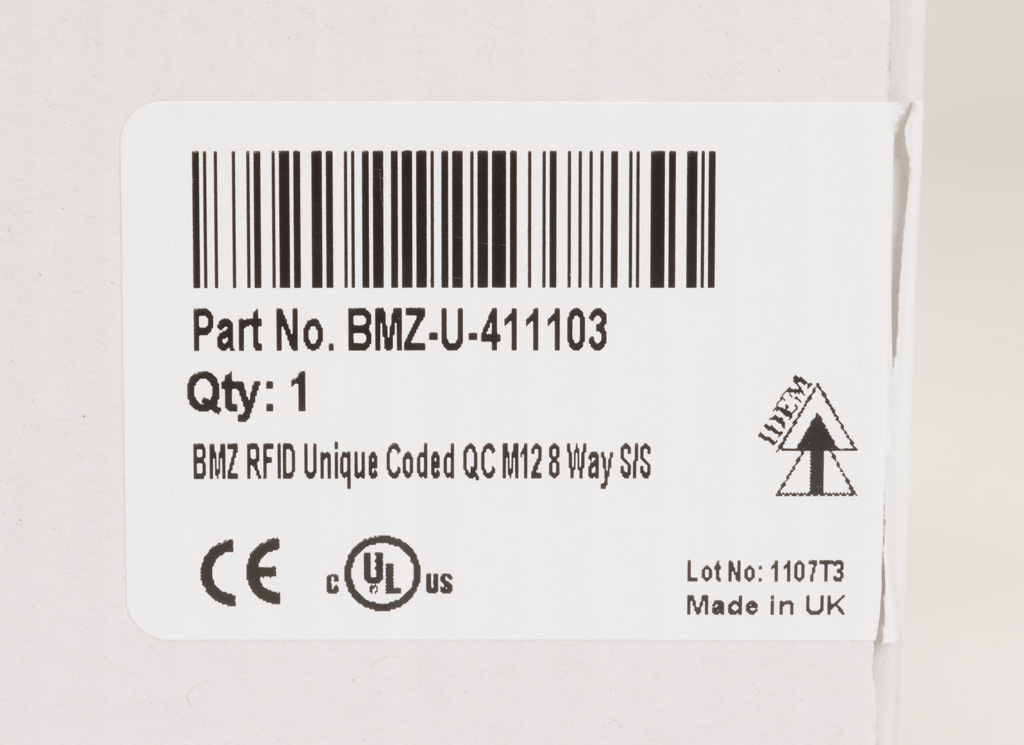 Part No. BMZ-U-411103
Qty: 1
IDEM
BMZ RFID Unique Coded QC M12 8 Way S/S
CE
c UL us
Lot No: 1107T3
Made in UK